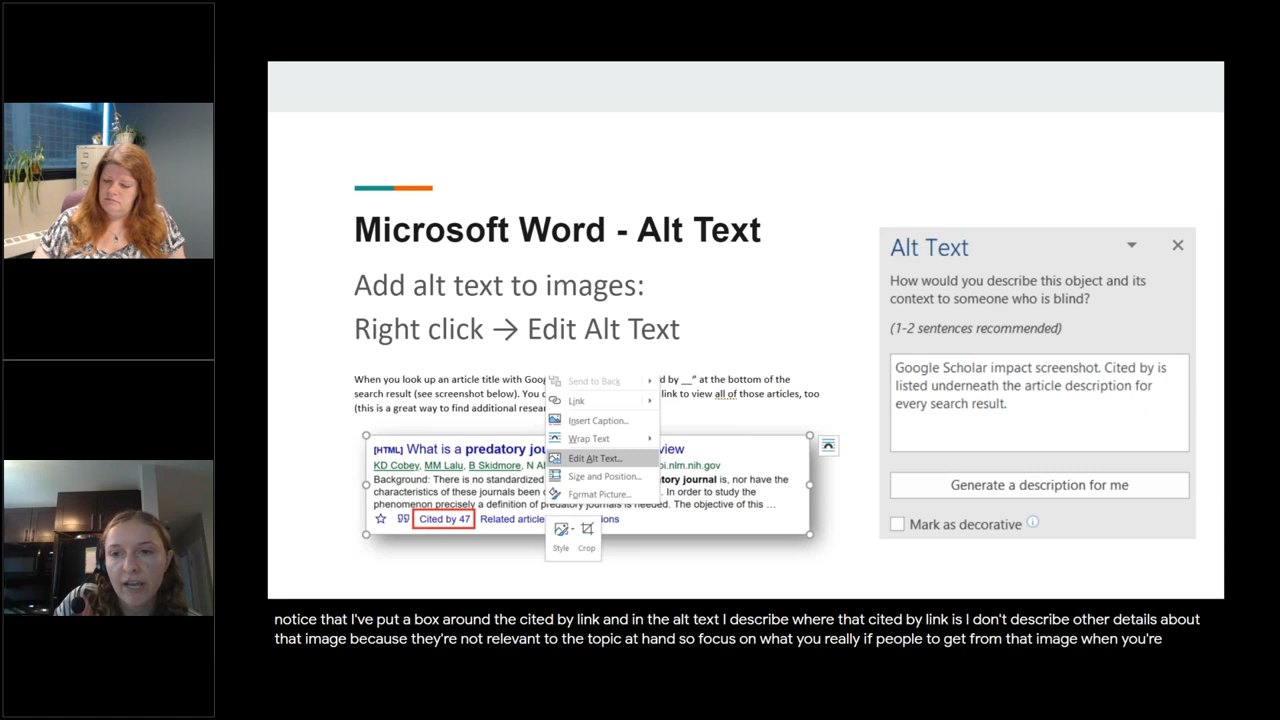 Microsoft Word - Alt Text
Add alt text to images:
Right click → Edit Alt Text
When you look up an article title with Goog
d by __” at the bottom of the
search result (see screenshot below). You c
link to view all of those articles, too
(this is a great way to find additional resear
Send to Back
Link
Insert Caption...
Wrap Text
Edit Alt Text...
Size and Position...
Format Picture...
[HTML] What is a predatory jou
view
KD Cobey, MM Lalu, B Skidmore, N A
pi.nlm.nih.gov
Background: There is no standardized
atory journal is, nor have the
characteristics of these journals been
. In order to study the
phenomenon precisely a definition of predatory journals is needed. The objective of this …
Cited by 47 Related article
ions
Style Crop
Alt Text
How would you describe this object and its
context to someone who is blind?
(1-2 sentences recommended)
Google Scholar impact screenshot. Cited by is
listed underneath the article description for
every search result.
Generate a description for me
Mark as decorative
notice that I've put a box around the cited by link and in the alt text I describe where that cited by link is I don't describe other details about
that image because they're not relevant to the topic at hand so focus on what you really if people to get from that image when you're